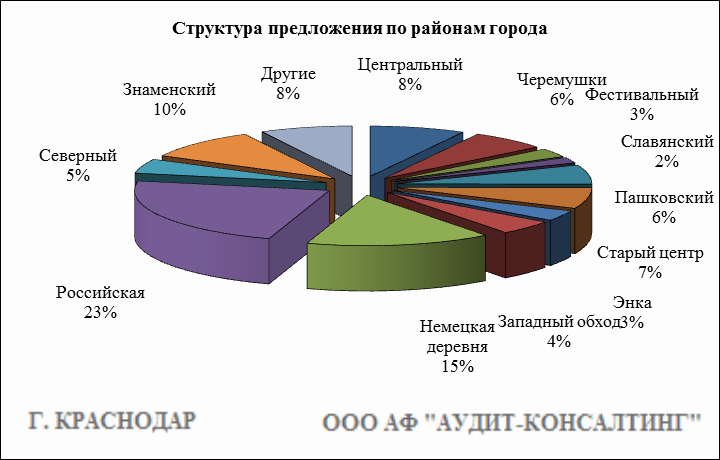 Структура предложения по районам города
Центральный
8%
Черемушки
6%
Фестивальный
3%
Славянский
2%
Пашковский
6%
Старый центр
7%
Энка
3%
Западный обход
4%
Немецкая
деревня
15%
Российская
23%
Северный
5%
Знаменский
10%
Другие
8%
Г. КРАСНОДАР
ООО АФ "АУДИТ-КОНСАЛТИНГ"